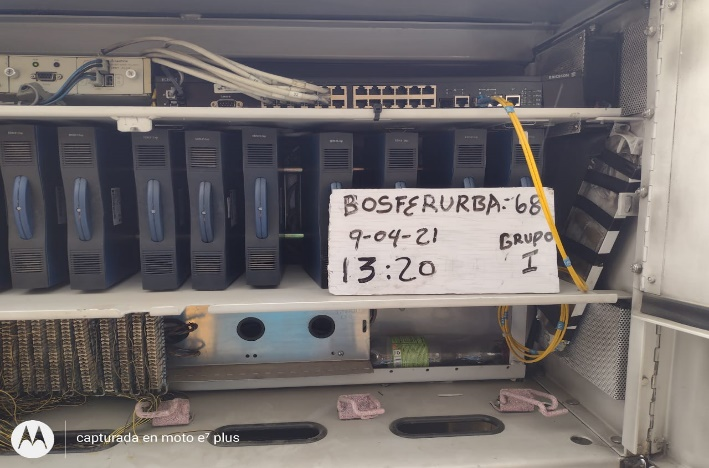 BOSFERURBA-68
9-04-21
GRUPO
13:20
I
capturada en moto e⁷ plus